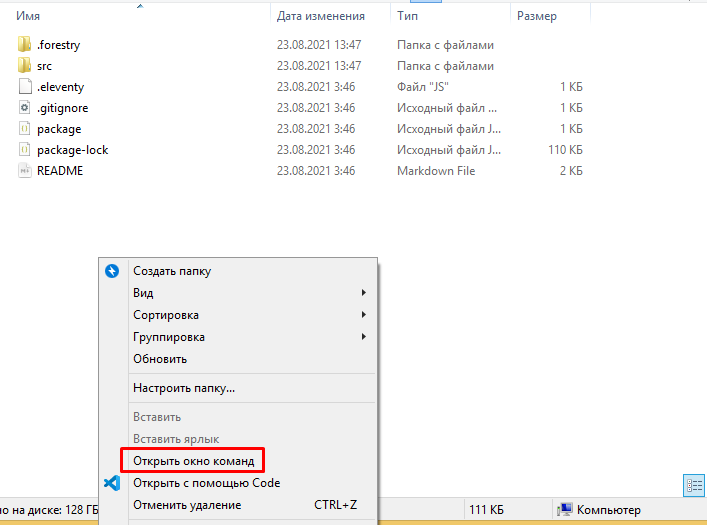 Имя Дата изменения Тип Размер
.forestry 23.08.2021 13:47 Папка с файлами
src 23.08.2021 13:47 Папка с файлами
.eleventy 23.08.2021 3:46 Файл "JS" 1 КБ
.gitignore 23.08.2021 3:46 Исходный файл ... 1 КБ
package 23.08.2021 3:46 Исходный файл J... 1 КБ
package-lock 23.08.2021 3:46 Исходный файл J... 110 КБ
README 23.08.2021 3:46 Markdown File 2 КБ
Создать папку
Вид
Сортировка
Группировка
Обновить
Настроить папку...
Вставить
Вставить ярлык
Открыть окно команд
Открыть с помощью Code
Отменить удаление CTRL+Z
но на диске: 128 ГБ 111 КБ Компьютер